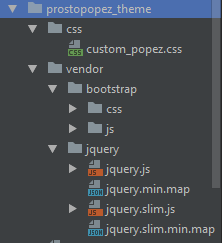 prostopopez_theme
css
custom_popez.css
vendor
bootstrap
css
js
jquery
jquery.js
jquery.min.map
jquery.slim.js
jquery.slim.min.map